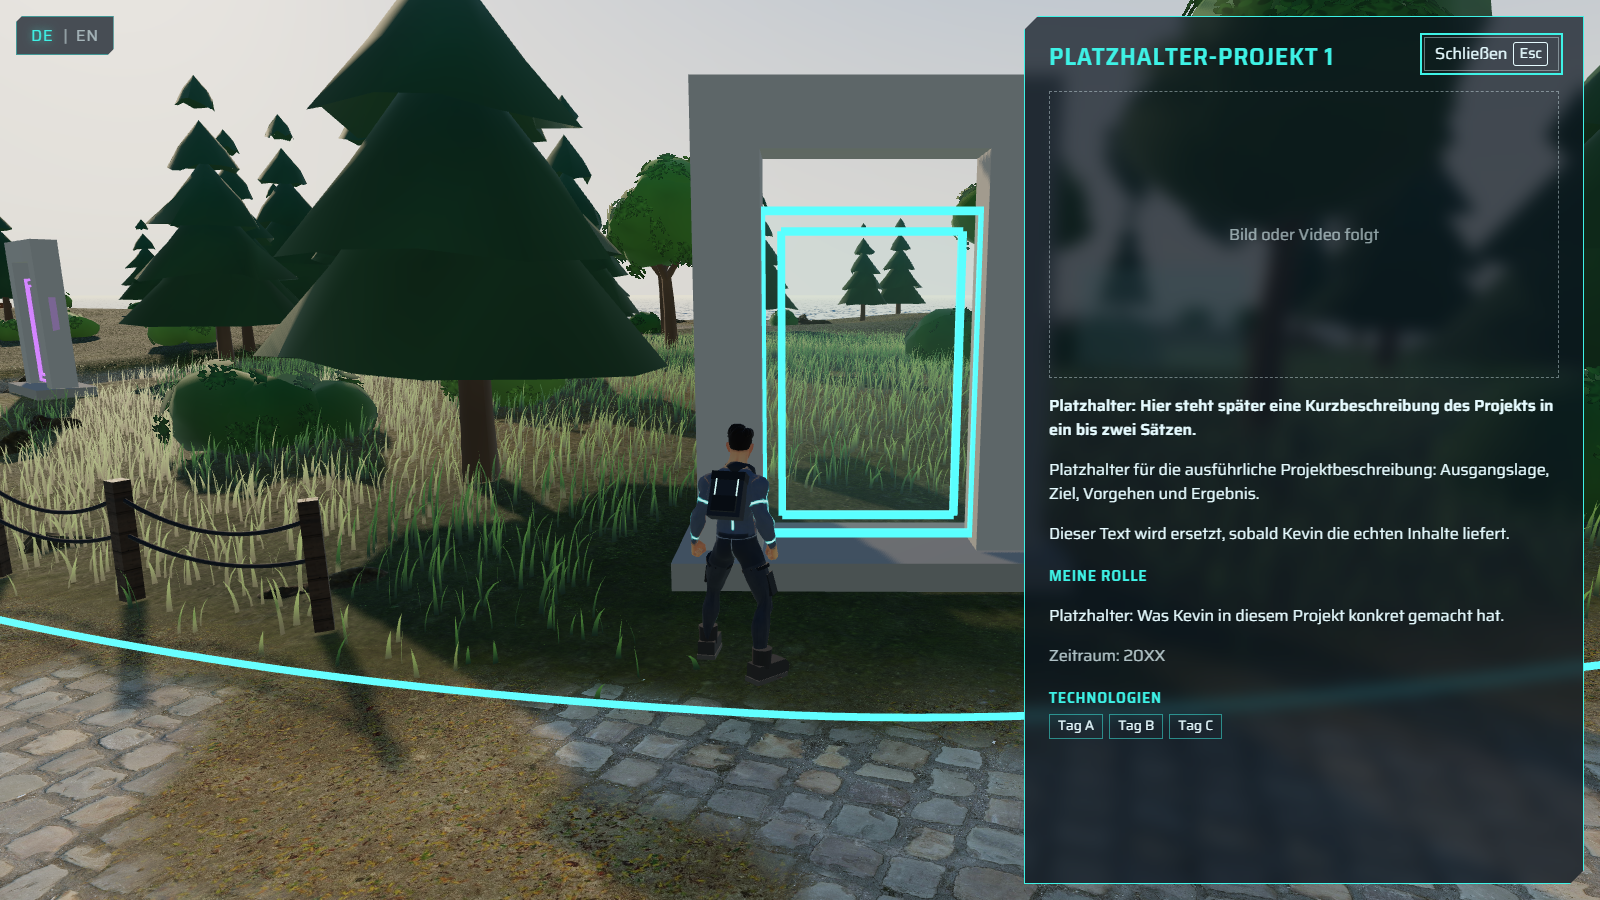 DE | EN
PLATZHALTER-PROJEKT 1
Schließen Esc
Bild oder Video folgt
Platzhalter: Hier steht später eine Kurzbeschreibung des Projekts in
ein bis zwei Sätzen.
Platzhalter für die ausführliche Projektbeschreibung: Ausgangslage,
Ziel, Vorgehen und Ergebnis.
Dieser Text wird ersetzt, sobald Kevin die echten Inhalte liefert.
MEINE ROLLE
Platzhalter: Was Kevin in diesem Projekt konkret gemacht hat.
Zeitraum: 20XX
TECHNOLOGIEN
Tag A Tag B Tag C